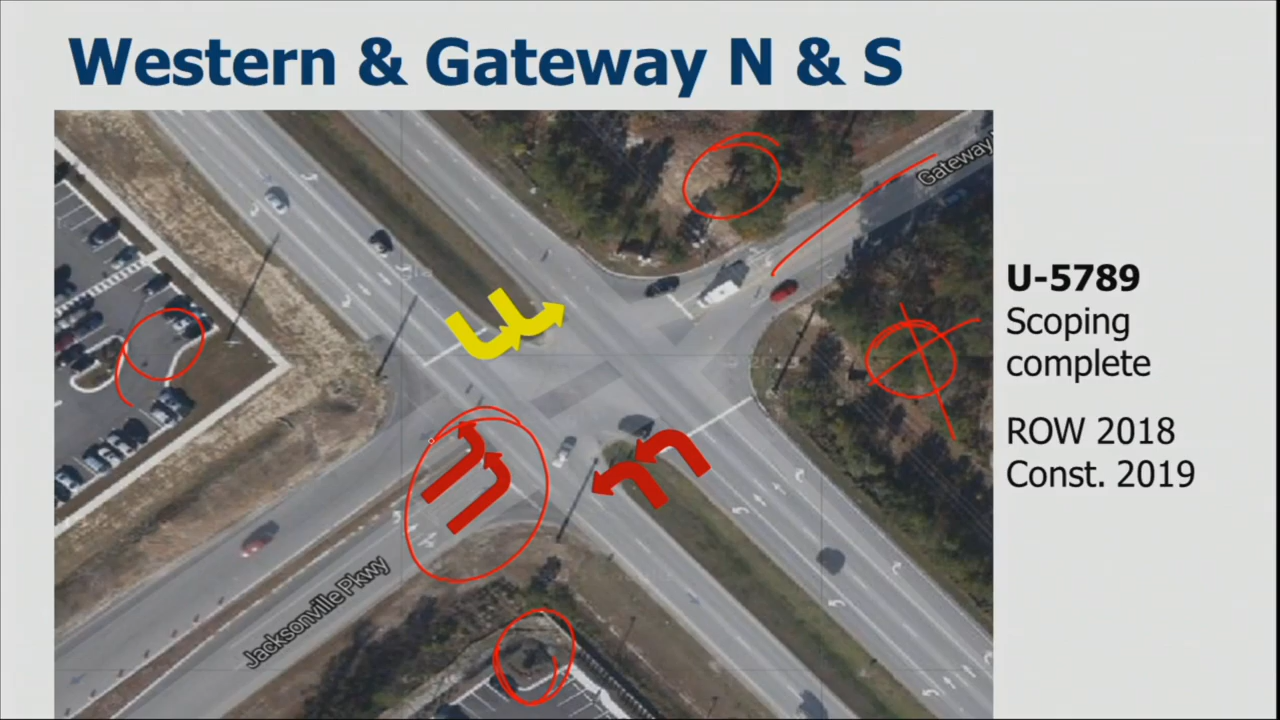 Western & Gateway N & S
Gateway
U-5789
Scoping
complete
ROW 2018
Const. 2019
Jacksonville Pkwy